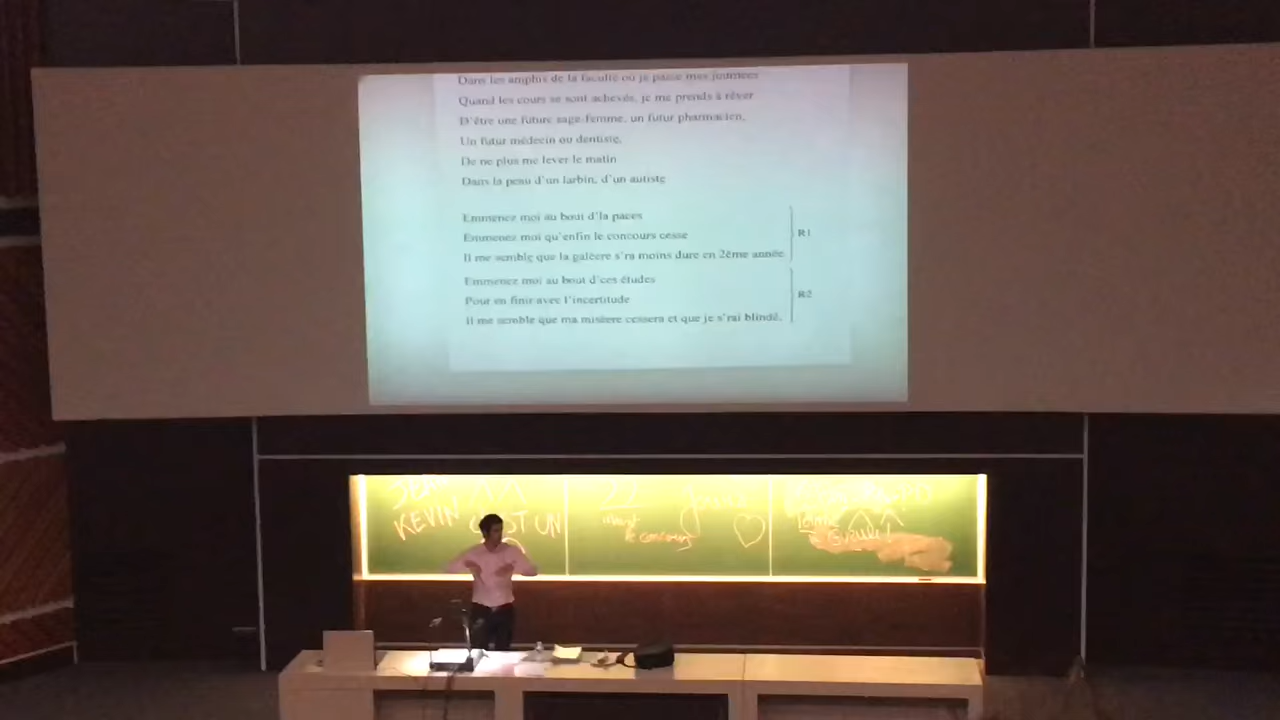 Dans les amphis de la faculté où je passe mes journées
Quand les cours se sont achevés, je me prends à rêver
D'être une future sage-femme, un futur pharmacien,
Un futur médecin ou dentiste,
De ne plus me lever le matin
Dans la peau d'un larbin, d'un autiste
Emmenez moi au bout d'la paces
Emmenez moi qu'enfin le concours cesse
Il me semble que la galère s'ra moins dure en 2ème année
R1
Emmenez moi au bout d'ces études
Pour en finir avec l'incertitude
Il me semble que ma misère cessera et que je s'rai blindé.
R2
JEAN
KEVIN C'EST UN
jours
avant
le concours
Gueule!